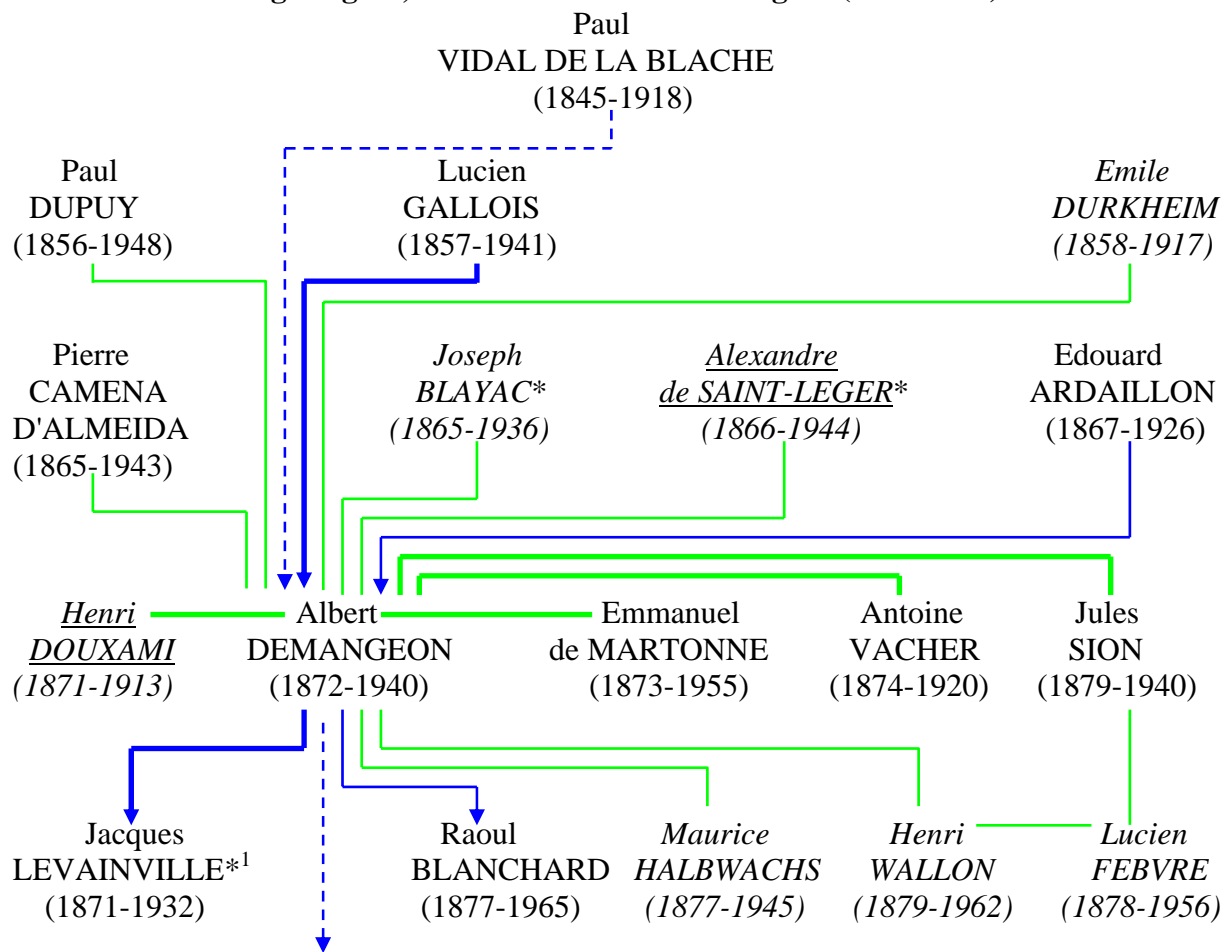 Paul
VIDAL DE LA BLACHE
(1845-1918)
Paul
DUPUY
(1856-1948)
Lucien
GALLOIS
(1857-1941)
Emile
DURKHEIM
(1858-1917)
Pierre
CAMENA
D'ALMEIDA
(1865-1943)
Joseph
BLAYAC*
(1865-1936)
Alexandre
de SAINT-LEGER*
(1866-1944)
Edouard
ARDAILLON
(1867-1926)
Henri
DOUXAMI
(1871-1913)
Albert
DEMANGEON
(1872-1940)
Emmanuel
de MARTONNE
(1873-1955)
Antoine
VACHER
(1874-1920)
Jules
SION
(1879-1940)
Jacques
LEVAINVILLE*1
(1871-1932)
Raoul
BLANCHARD
(1877-1965)
Maurice
HALBWACHS
(1877-1945)
Henri
WALLON
(1879-1962)
Lucien
FEBVRE
(1878-1956)